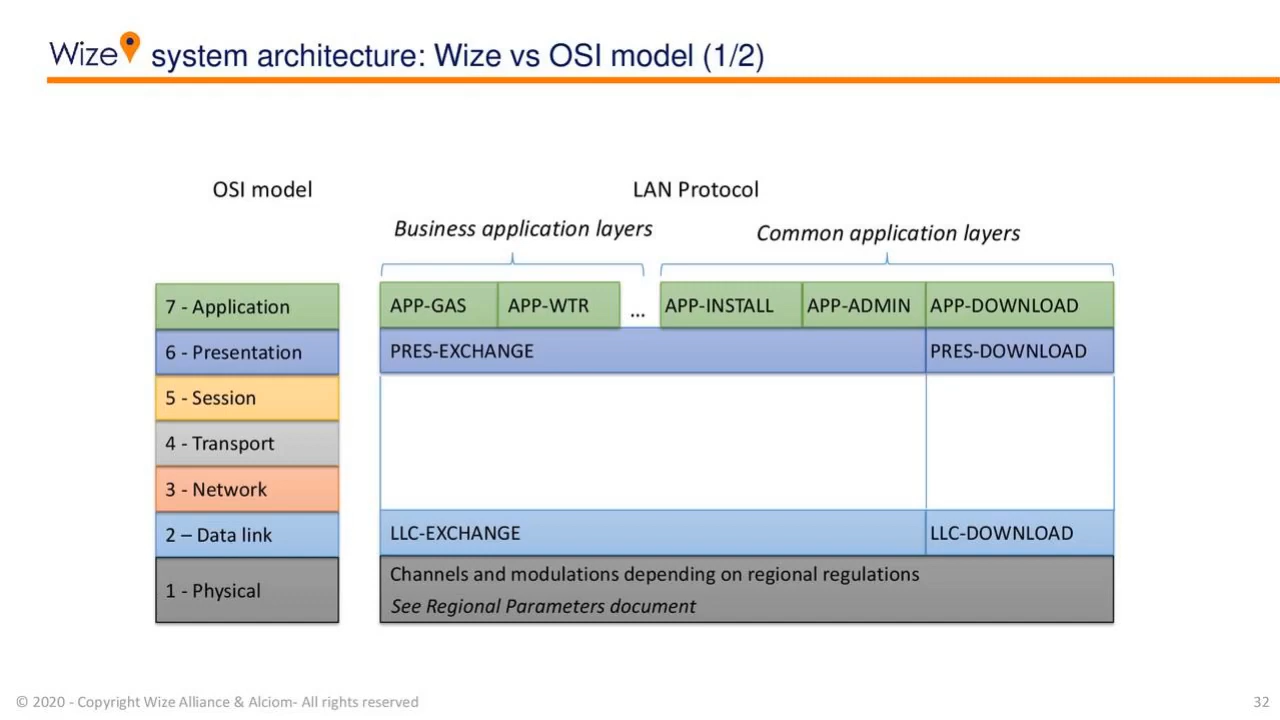 Wize system architecture: Wize vs OSI model (1/2)
OSI model
LAN Protocol
Business application layers
Common application layers
7 - Application
APP-GAS
APP-WTR
...
APP-INSTALL
APP-ADMIN
APP-DOWNLOAD
6 - Presentation
PRES-EXCHANGE
PRES-DOWNLOAD
5 - Session
4 - Transport
3 - Network
2 – Data link
LLC-EXCHANGE
LLC-DOWNLOAD
1 - Physical
Channels and modulations depending on regional regulations
See Regional Parameters document
© 2020 - Copyright Wize Alliance & Alciom- All rights reserved
32